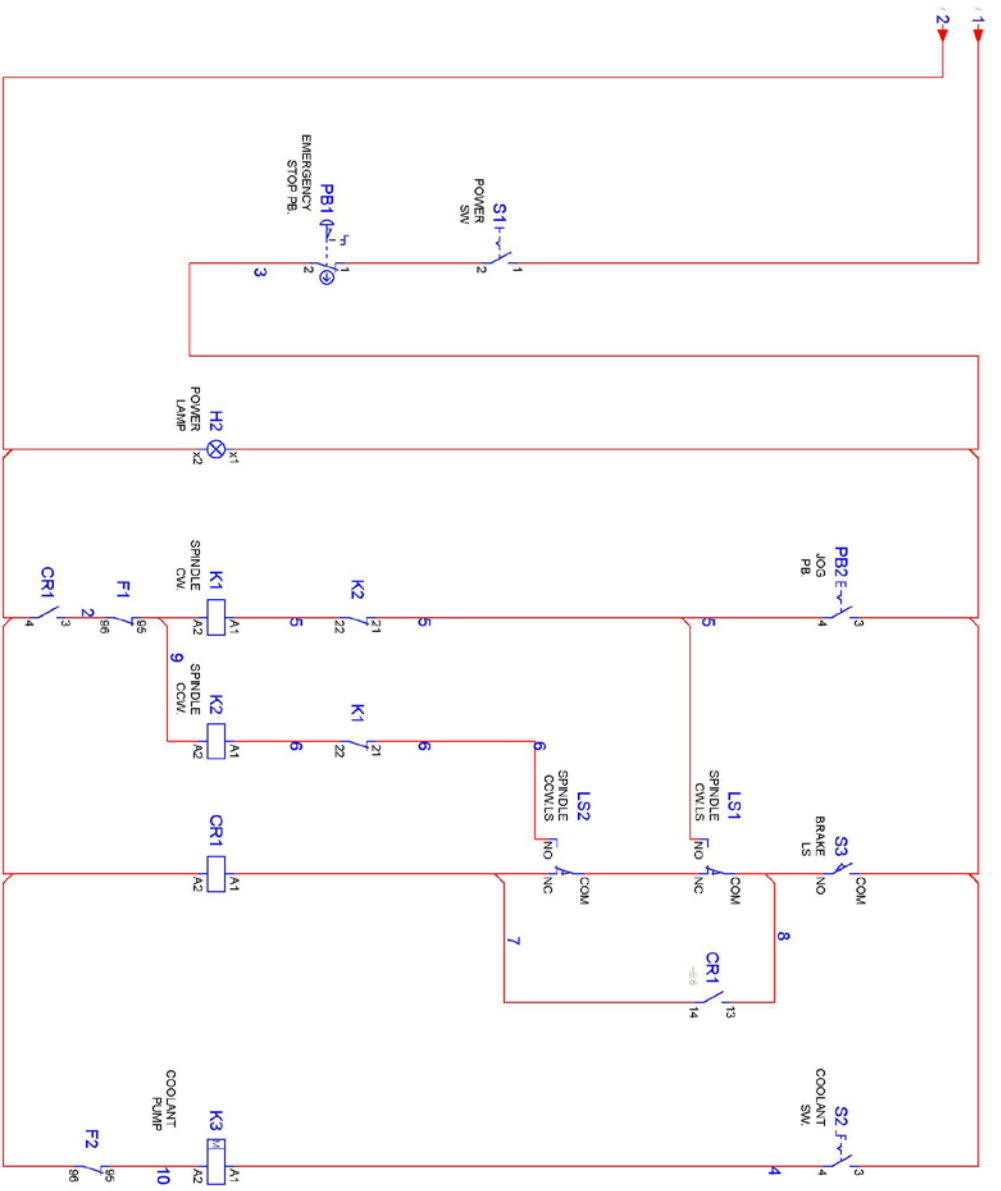 1
2
S1
POWER
SW
1
2
PB1
EMERGENCY
STOP PB.
1
2
3
H2
POWER
LAMP
x1
x2
PB2
JOG
PB.
3
4
5
5
K2
21
22
5
K1
SPINDLE
CW.
A1
A2
F1
95
96
2
CR1
3
4
6
6
K1
21
22
6
K2
SPINDLE
CCW.
A1
A2
9
S3
BRAKE
LS
COM
NO
LS1
SPINDLE
CW.LS
COM
NO
NC
LS2
SPINDLE
CCW.LS
COM
NO
NC
CR1
A1
A2
8
CR1
~E6
13
14
7
S2
COOLANT
SW.
3
4
4
K3
COOLANT
PUMP
M
A1
A2
10
F2
95
96